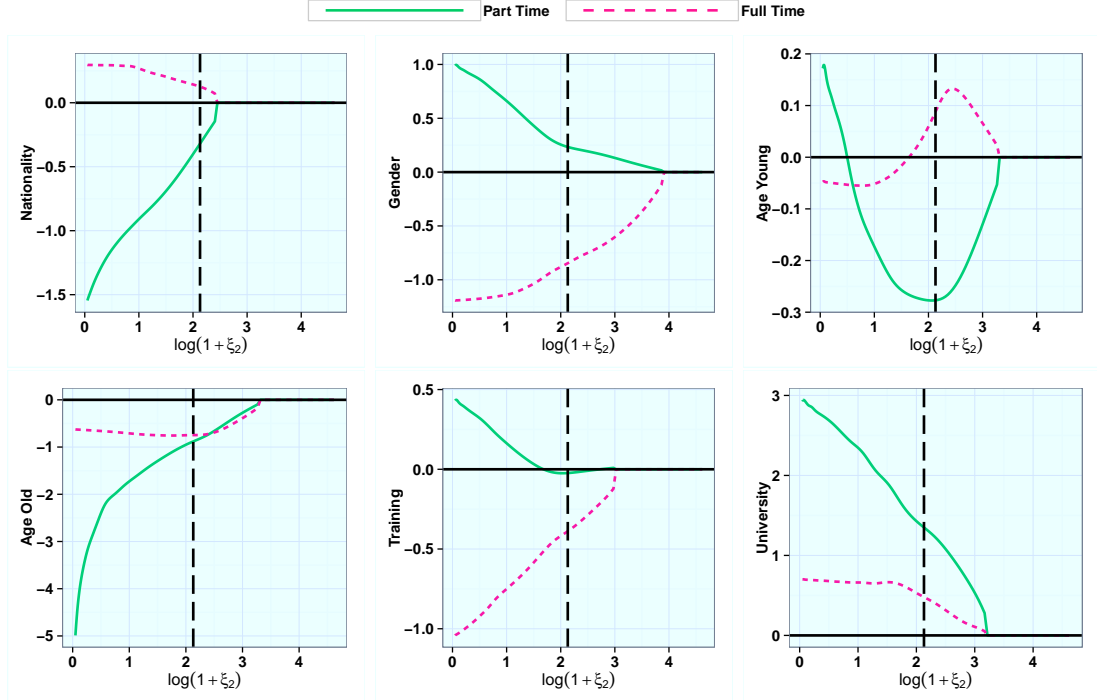 Part Time
Full Time
Nationality
0.0
−0.5
−1.0
−1.5
0 1 2 3 4
log(1+ξ₂)
Gender
1.0
0.5
0.0
−0.5
−1.0
0 1 2 3 4
log(1+ξ₂)
Age Young
0.2
0.1
0.0
−0.1
−0.2
−0.3
0 1 2 3 4
log(1+ξ₂)
Age Old
0
−1
−2
−3
−4
−5
0 1 2 3 4
log(1+ξ₂)
Training
0.5
0.0
−0.5
−1.0
0 1 2 3 4
log(1+ξ₂)
University
3
2
1
0
0 1 2 3 4
log(1+ξ₂)